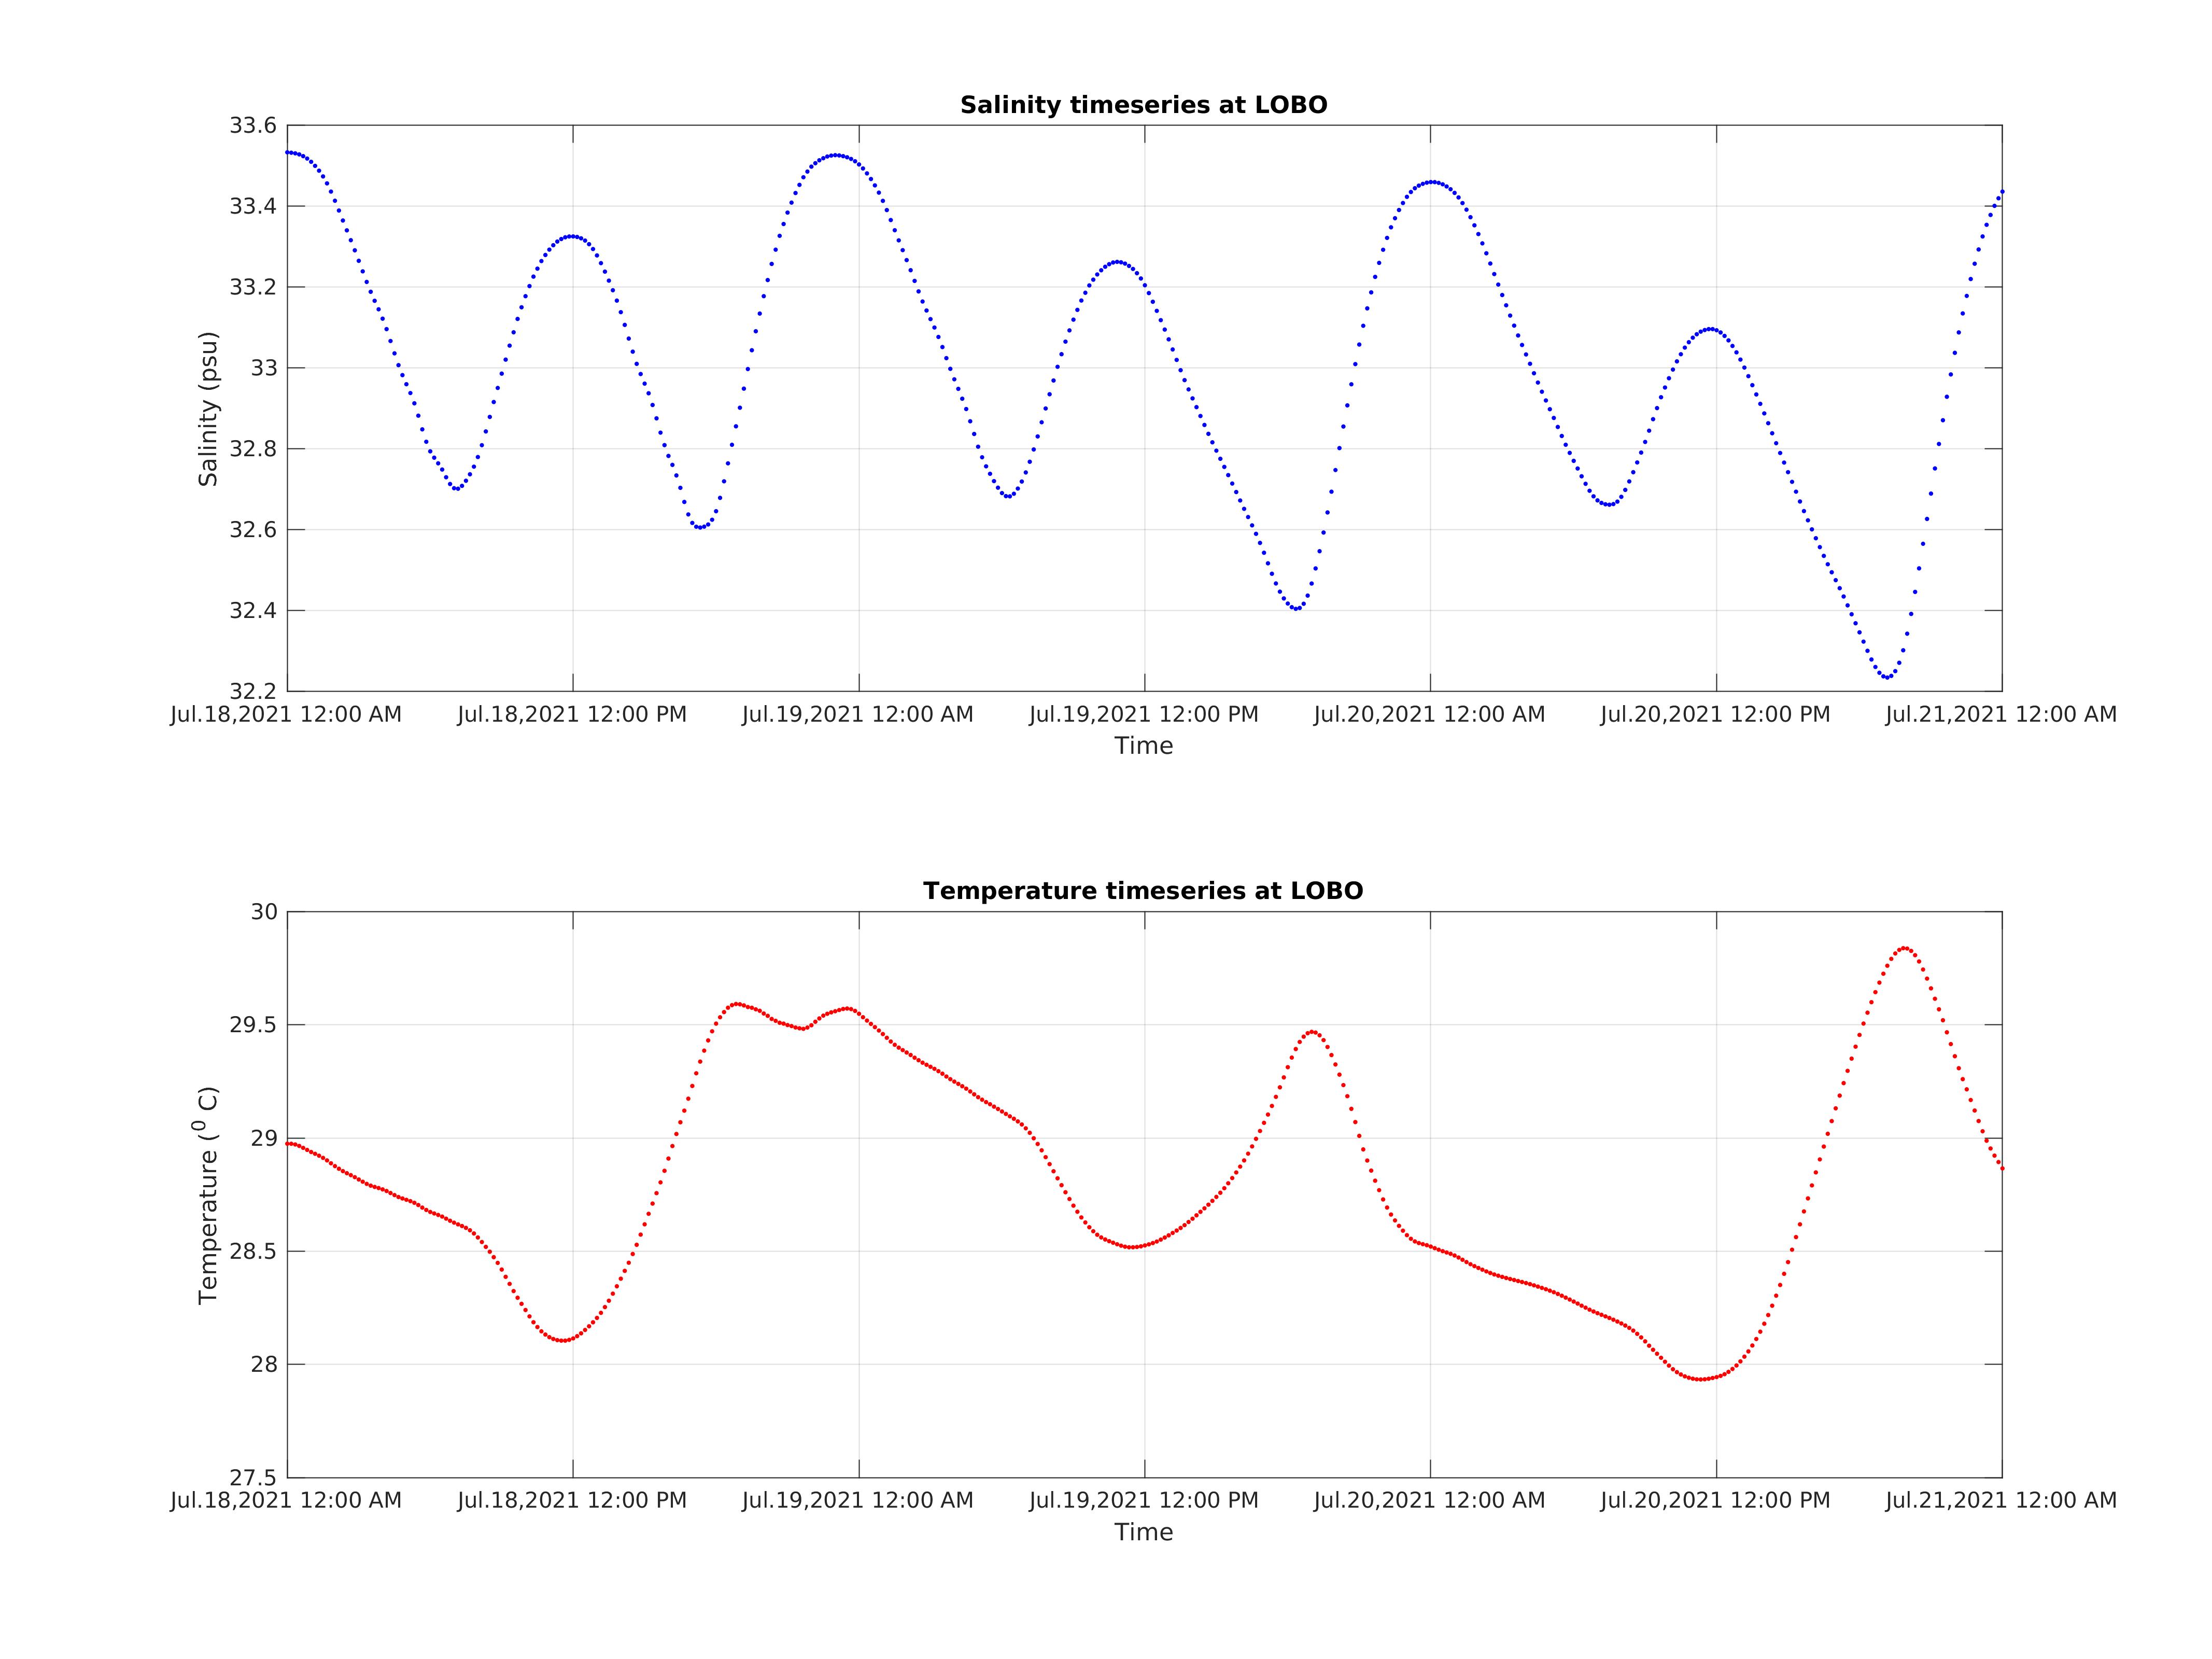 Salinity timeseries at LOBO
33.6
33.4
33.2
33
32.8
32.6
32.4
32.2
Salinity (psu)
Jul.18,2021 12:00 AM Jul.18,2021 12:00 PM Jul.19,2021 12:00 AM Jul.19,2021 12:00 PM Jul.20,2021 12:00 AM Jul.20,2021 12:00 PM Jul.21,2021 12:00 AM
Time
Temperature timeseries at LOBO
30
29.5
29
28.5
28
27.5
Temperature (⁰ C)
Jul.18,2021 12:00 AM Jul.18,2021 12:00 PM Jul.19,2021 12:00 AM Jul.19,2021 12:00 PM Jul.20,2021 12:00 AM Jul.20,2021 12:00 PM Jul.21,2021 12:00 AM
Time